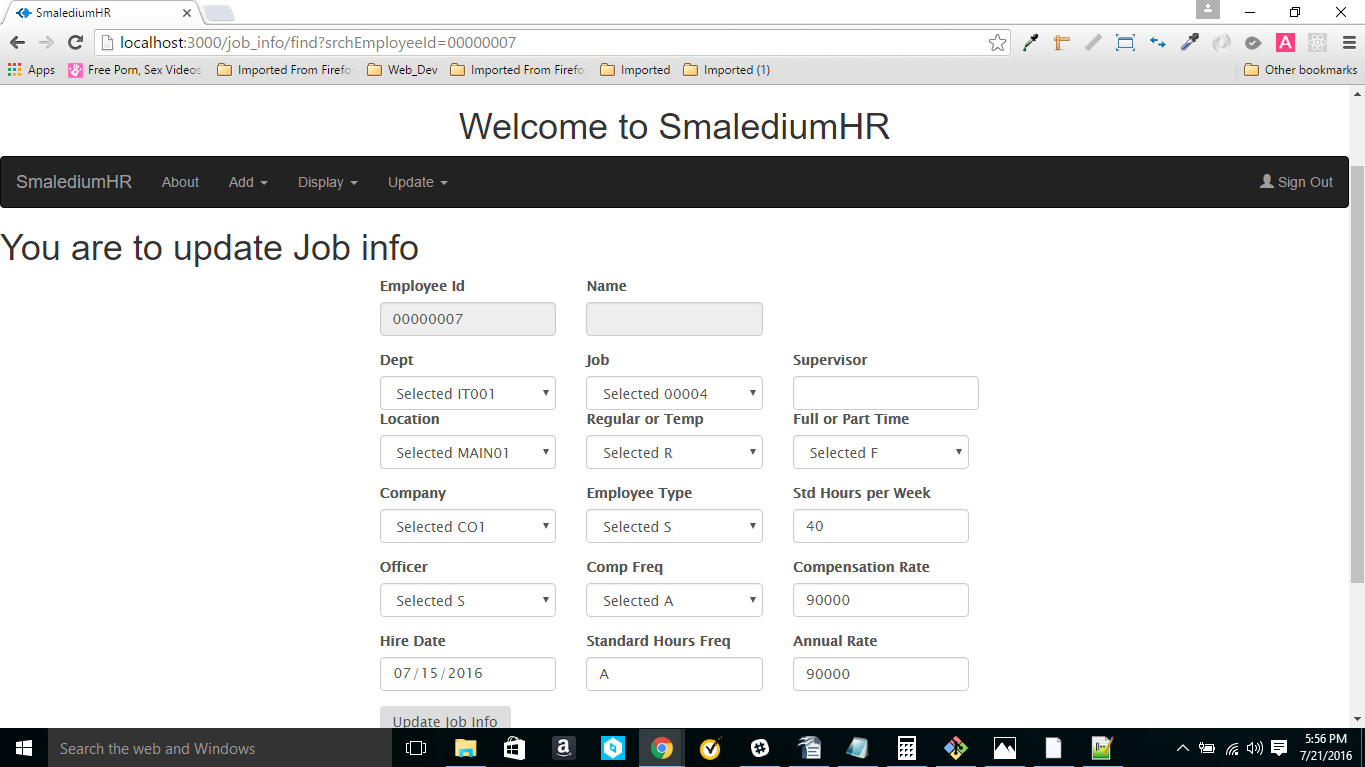 SmalediumHR
localhost:3000/job_info/find?srchEmployeeId=00000007
Apps Free Porn, Sex Videos Imported From Firefo Web_Dev Imported From Firefo Imported Imported (1) Other bookmarks
Welcome to SmalediumHR
SmalediumHR About Add Display Update Sign Out
You are to update Job info
Employee Id Name
00000007
Dept Job Supervisor
Selected IT001 Selected 00004
Location Regular or Temp Full or Part Time
Selected MAIN01 Selected R Selected F
Company Employee Type Std Hours per Week
Selected CO1 Selected S 40
Officer Comp Freq Compensation Rate
Selected S Selected A 90000
Hire Date Standard Hours Freq Annual Rate
07/15/2016 A 90000
Update Job Info
Search the web and Windows
5:56 PM
7/21/2016